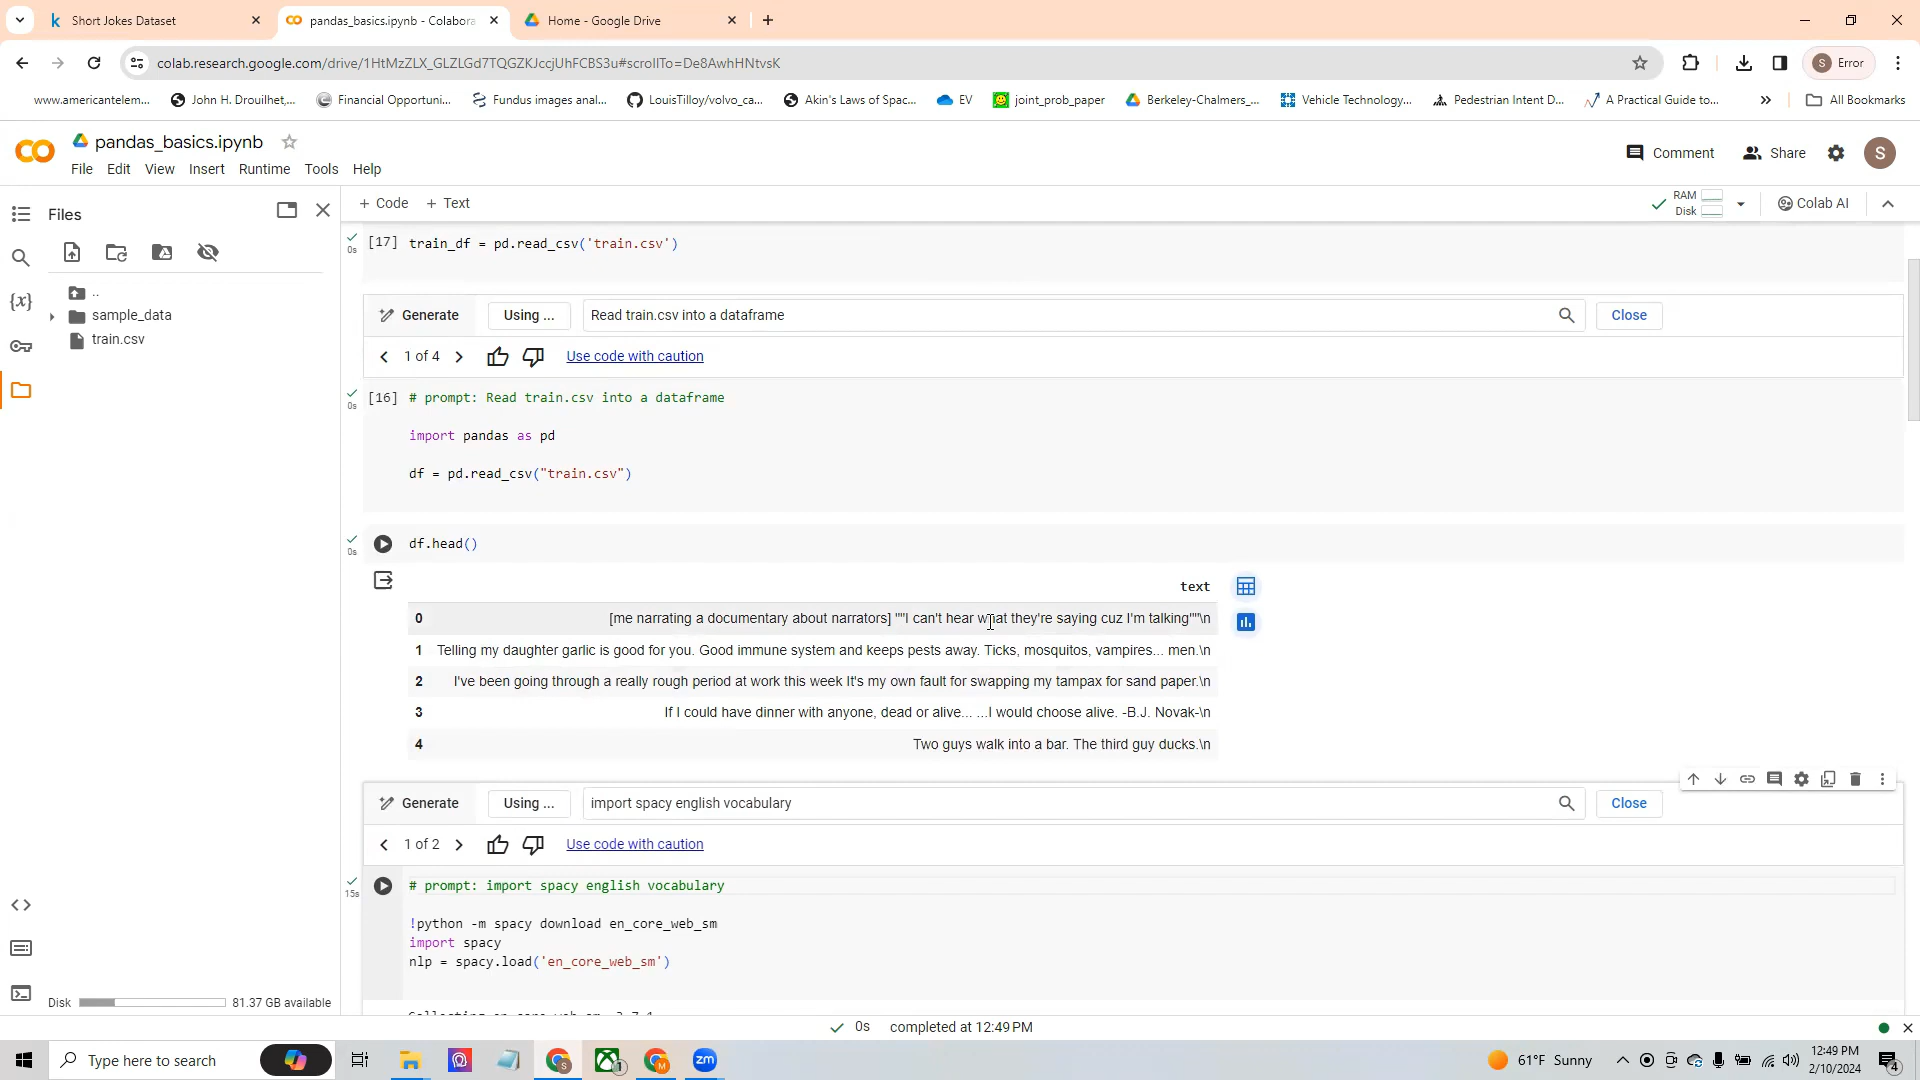 Short Jokes Dataset
pandas_basics.ipynb - Colabora
Home - Google Drive
colab.research.google.com/drive/1HtMzZLX_GLZLGd7TQGZKJccjUhFCBS3u#scrollTo=De8AwhHNtvsK
Error
www.americantelem...
John H. Drouilhet,...
Financial Opportuni...
Fundus images anal...
LouisTilloy/volvo_ca...
Akin's Laws of Spac...
EV
joint_prob_paper
Berkeley-Chalmers_...
Vehicle Technology...
Pedestrian Intent D...
A Practical Guide to...
All Bookmarks
pandas_basics.ipynb
File Edit View Insert Runtime Tools Help
Comment
Share
S
Files
+ Code + Text
RAM
Disk
Colab AI
..
sample_data
train.csv
Disk
81.37 GB available
0s
[17] train_df = pd.read_csv('train.csv')
Generate Using ... Read train.csv into a dataframe Close
1 of 4 Use code with caution
0s
[16] # prompt: Read train.csv into a dataframe
import pandas as pd
df = pd.read_csv("train.csv")
0s
df.head()
text
0 [me narrating a documentary about narrators] ""I can't hear what they're saying cuz I'm talking""\n
1 Telling my daughter garlic is good for you. Good immune system and keeps pests away. Ticks, mosquitos, vampires... men.\n
2 I've been going through a really rough period at work this week It's my own fault for swapping my tampax for sand paper.\n
3 If I could have dinner with anyone, dead or alive... ...I would choose alive. -B.J. Novak-\n
4 Two guys walk into a bar. The third guy ducks.\n
Generate Using ... import spacy english vocabulary Close
1 of 2 Use code with caution
15s
# prompt: import spacy english vocabulary
!python -m spacy download en_core_web_sm
import spacy
nlp = spacy.load('en_core_web_sm')
0s completed at 12:49 PM
Type here to search
61°F Sunny
12:49 PM
2/10/2024
4